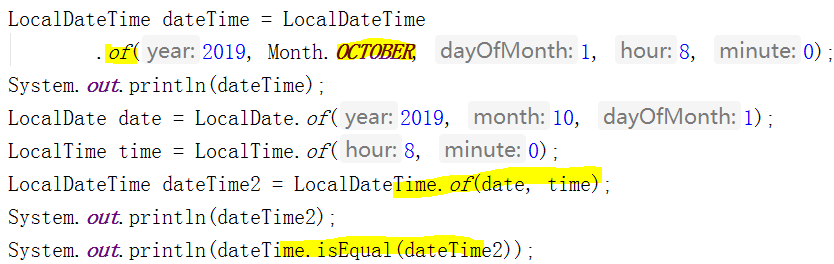 LocalDateTime dateTime = LocalDateTime
.of( year: 2019, Month.OCTOBER, dayOfMonth: 1, hour: 8, minute: 0);
System.out.println(dateTime);
LocalDate date = LocalDate.of( year: 2019, month: 10, dayOfMonth: 1);
LocalTime time = LocalTime.of( hour: 8, minute: 0);
LocalDateTime dateTime2 = LocalDateTime.of(date, time);
System.out.println(dateTime2);
System.out.println(dateTime.isEqual(dateTime2));